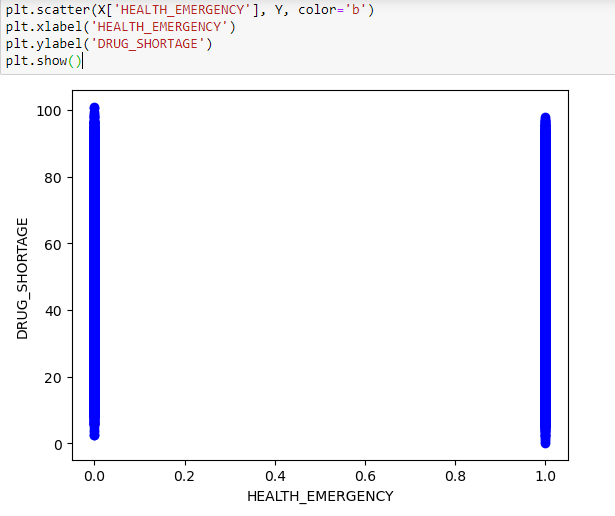 plt.scatter(X['HEALTH_EMERGENCY'], Y, color='b')
plt.xlabel('HEALTH_EMERGENCY')
plt.ylabel('DRUG_SHORTAGE')
plt.show()
100
80
60
40
20
0
DRUG_SHORTAGE
0.0 0.2 0.4 0.6 0.8 1.0
HEALTH_EMERGENCY